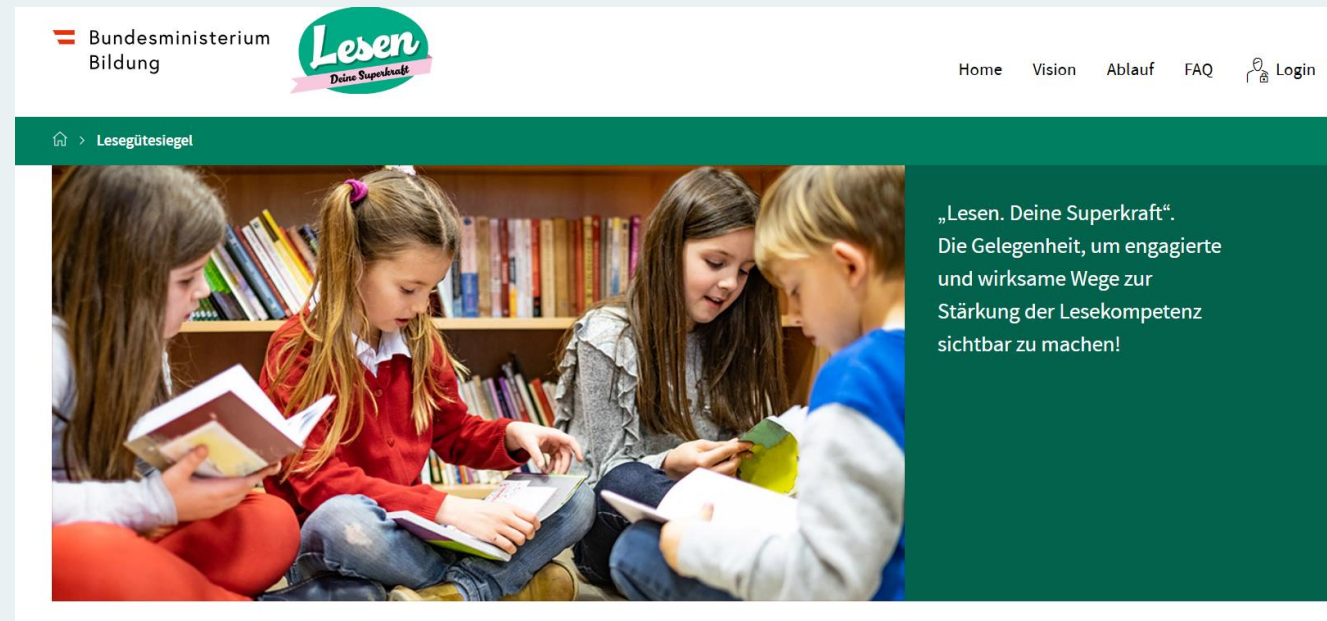 Bundesministerium
Bildung
Lesen
Deine Superkraft
Home Vision Ablauf FAQ Login
> Lesegütesiegel
„Lesen. Deine Superkraft“.
Die Gelegenheit, um engagierte
und wirksame Wege zur
Stärkung der Lesekompetenz
sichtbar zu machen!